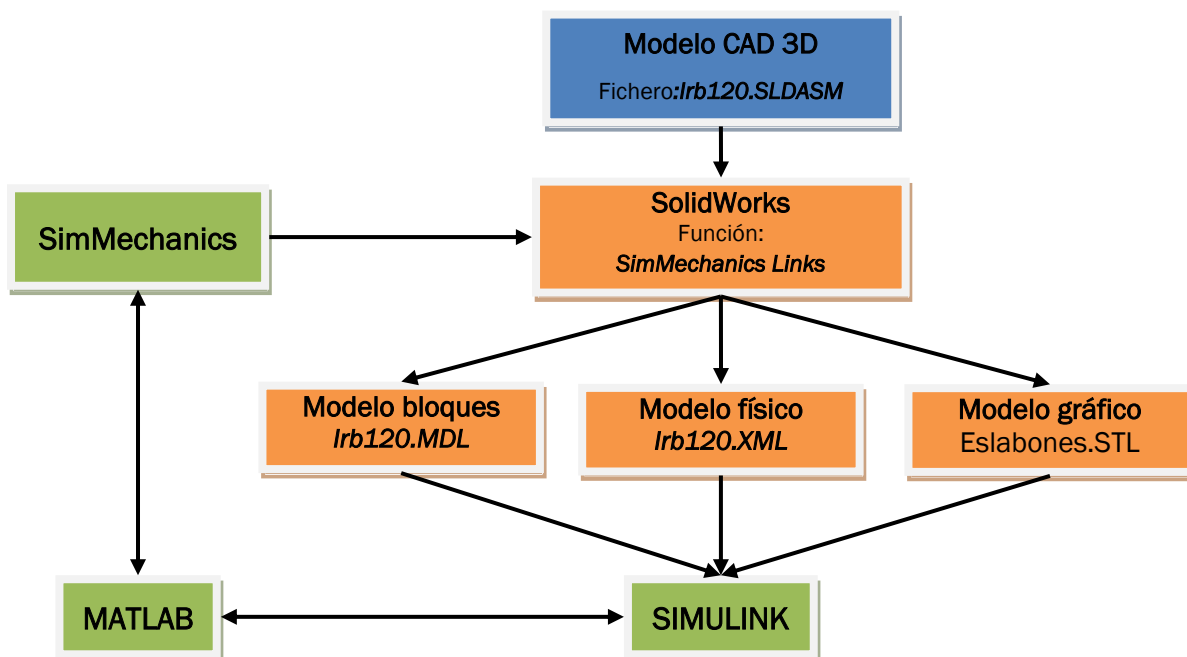 Modelo CAD 3D
Fichero:Irb120.SLDASM
SimMechanics
SolidWorks
Función:
SimMechanics Links
Modelo bloques
Irb120.MDL
Modelo físico
Irb120.XML
Modelo gráfico
Eslabones.STL
MATLAB
SIMULINK